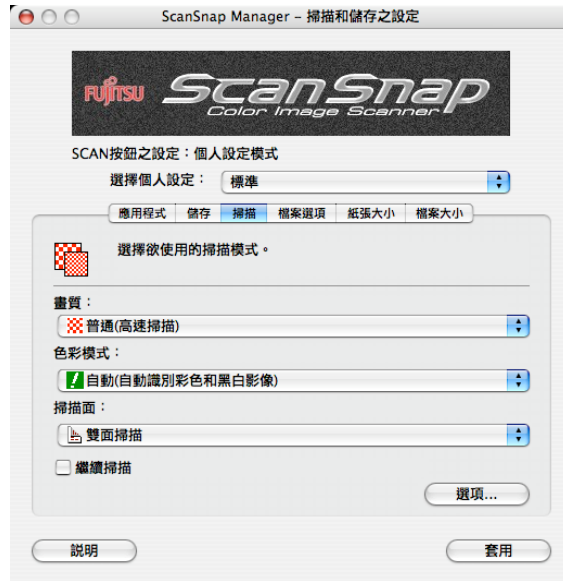 ScanSnap Manager – 掃描和儲存之設定
FUJITSU ScanSnap
Color Image Scanner
SCAN按鈕之設定：個人設定模式
選擇個人設定： 標準
應用程式 儲存 掃描 檔案選項 紙張大小 檔案大小
選擇欲使用的掃描模式。
畫質：
普通(高速掃描)
色彩模式：
自動(自動識別彩色和黑白影像)
掃描面：
雙面掃描
繼續掃描
選項...
説明 套用